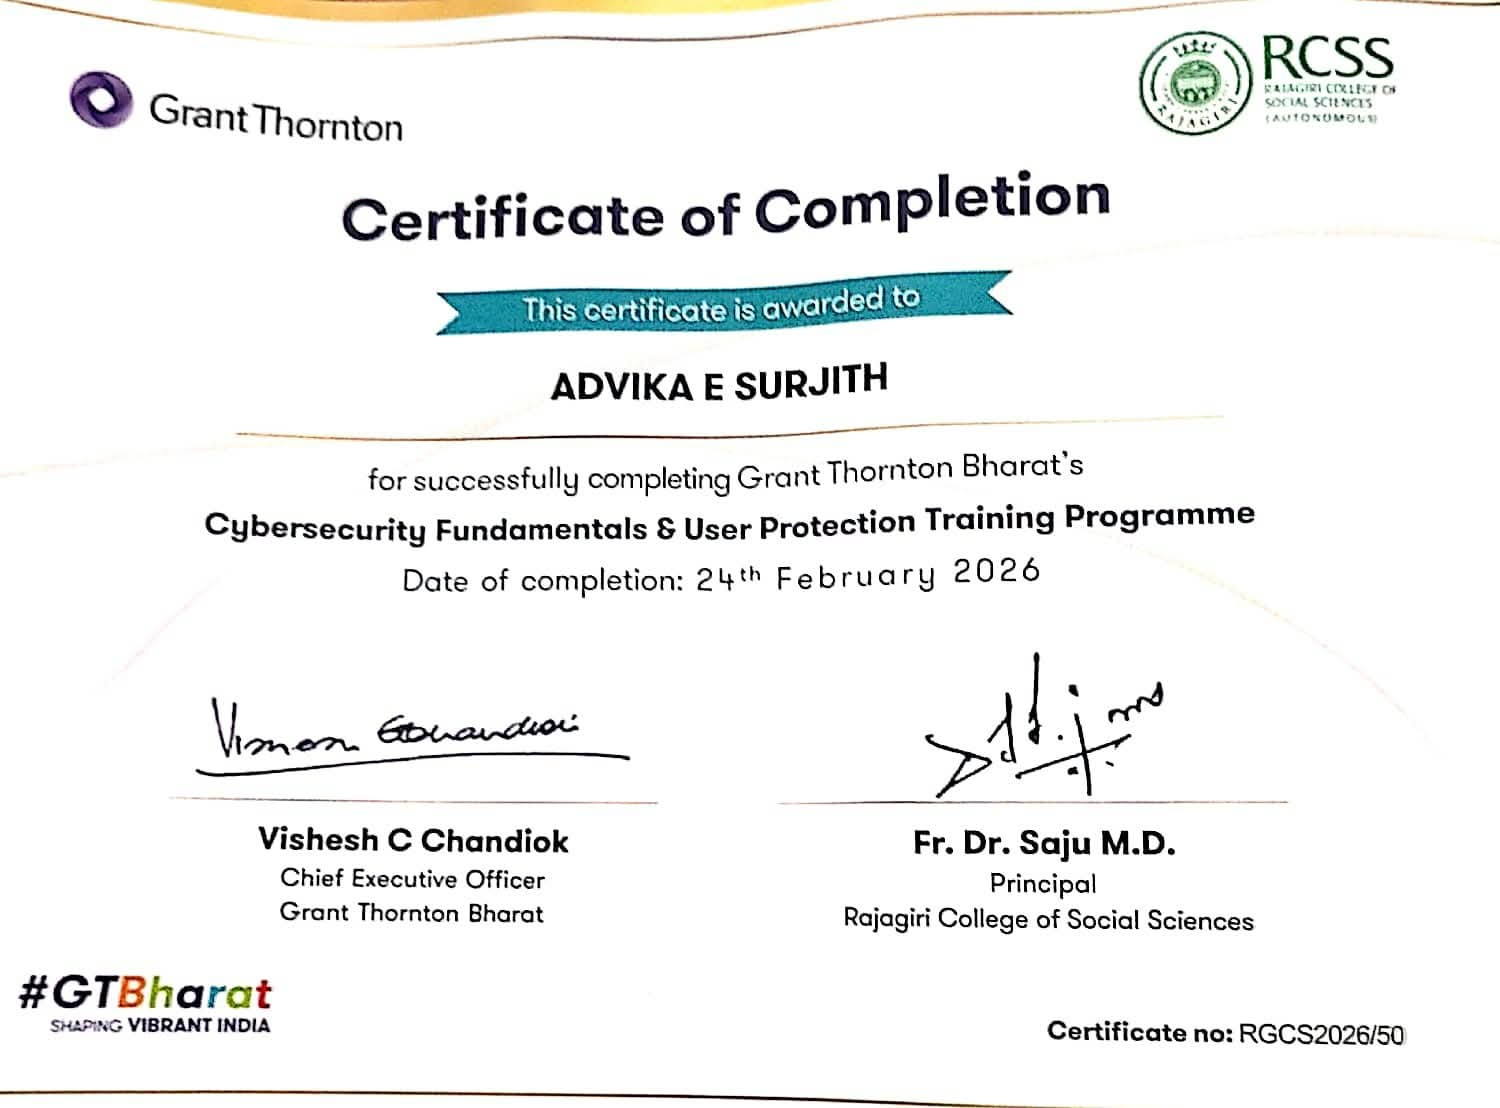 Grant Thornton
RCSS
RAJAGIRI COLLEGE OF
SOCIAL SCIENCES
(AUTONOMOUS)
RAJAGIRI
Certificate of Completion
This certificate is awarded to
ADVIKA E SURJITH
for successfully completing Grant Thornton Bharat's
Cybersecurity Fundamentals & User Protection Training Programme
Date of completion: 24th February 2026
Vishesh C Chandiok
Chief Executive Officer
Grant Thornton Bharat
Fr. Dr. Saju M.D.
Principal
Rajagiri College of Social Sciences
#GTBharat
SHAPING VIBRANT INDIA
Certificate no: RGCS2026/50